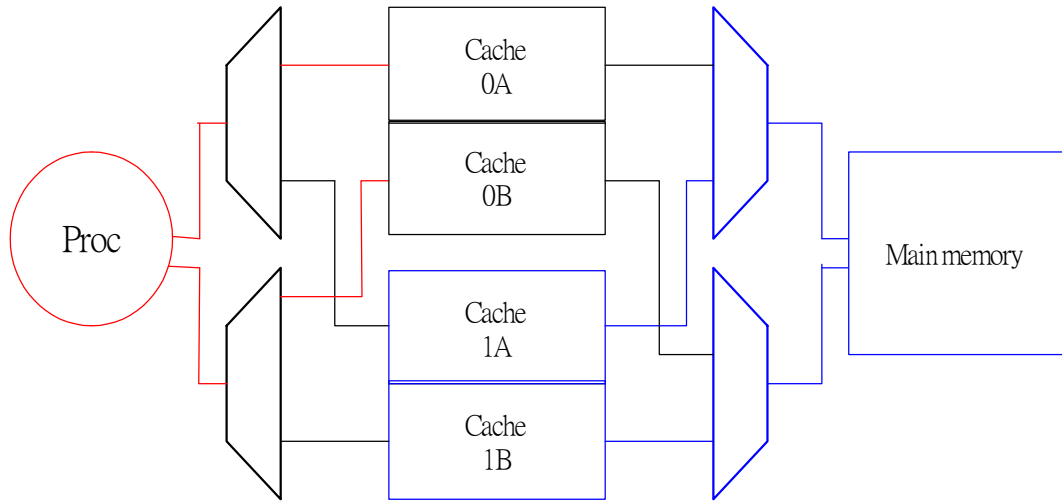 Cache
0A
Cache
0B
Proc
Main memory
Cache
1A
Cache
1B